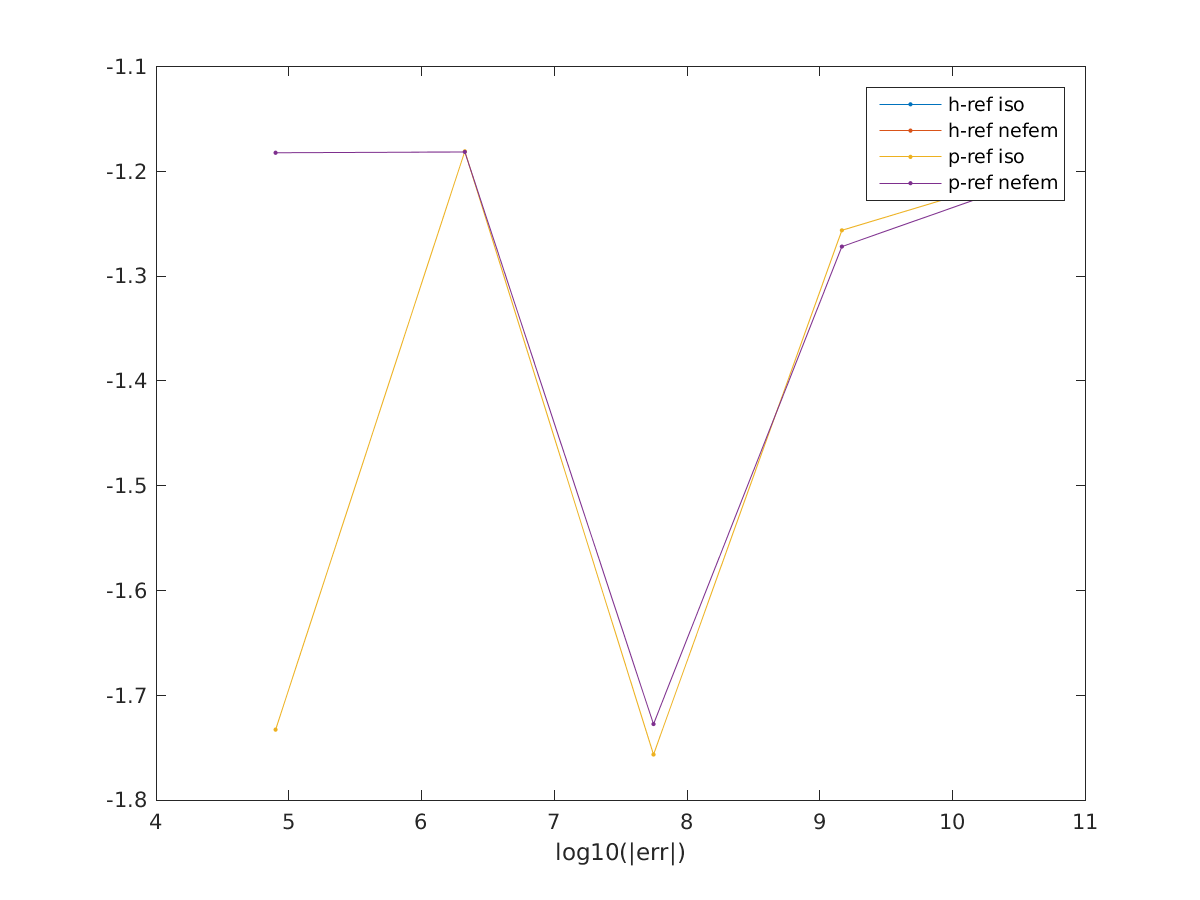 -1.1
-1.2
-1.3
-1.4
-1.5
-1.6
-1.7
-1.8
h-ref iso
h-ref nefem
p-ref iso
p-ref nefem
4 5 6 7 8 9 10 11
log10(|err|)